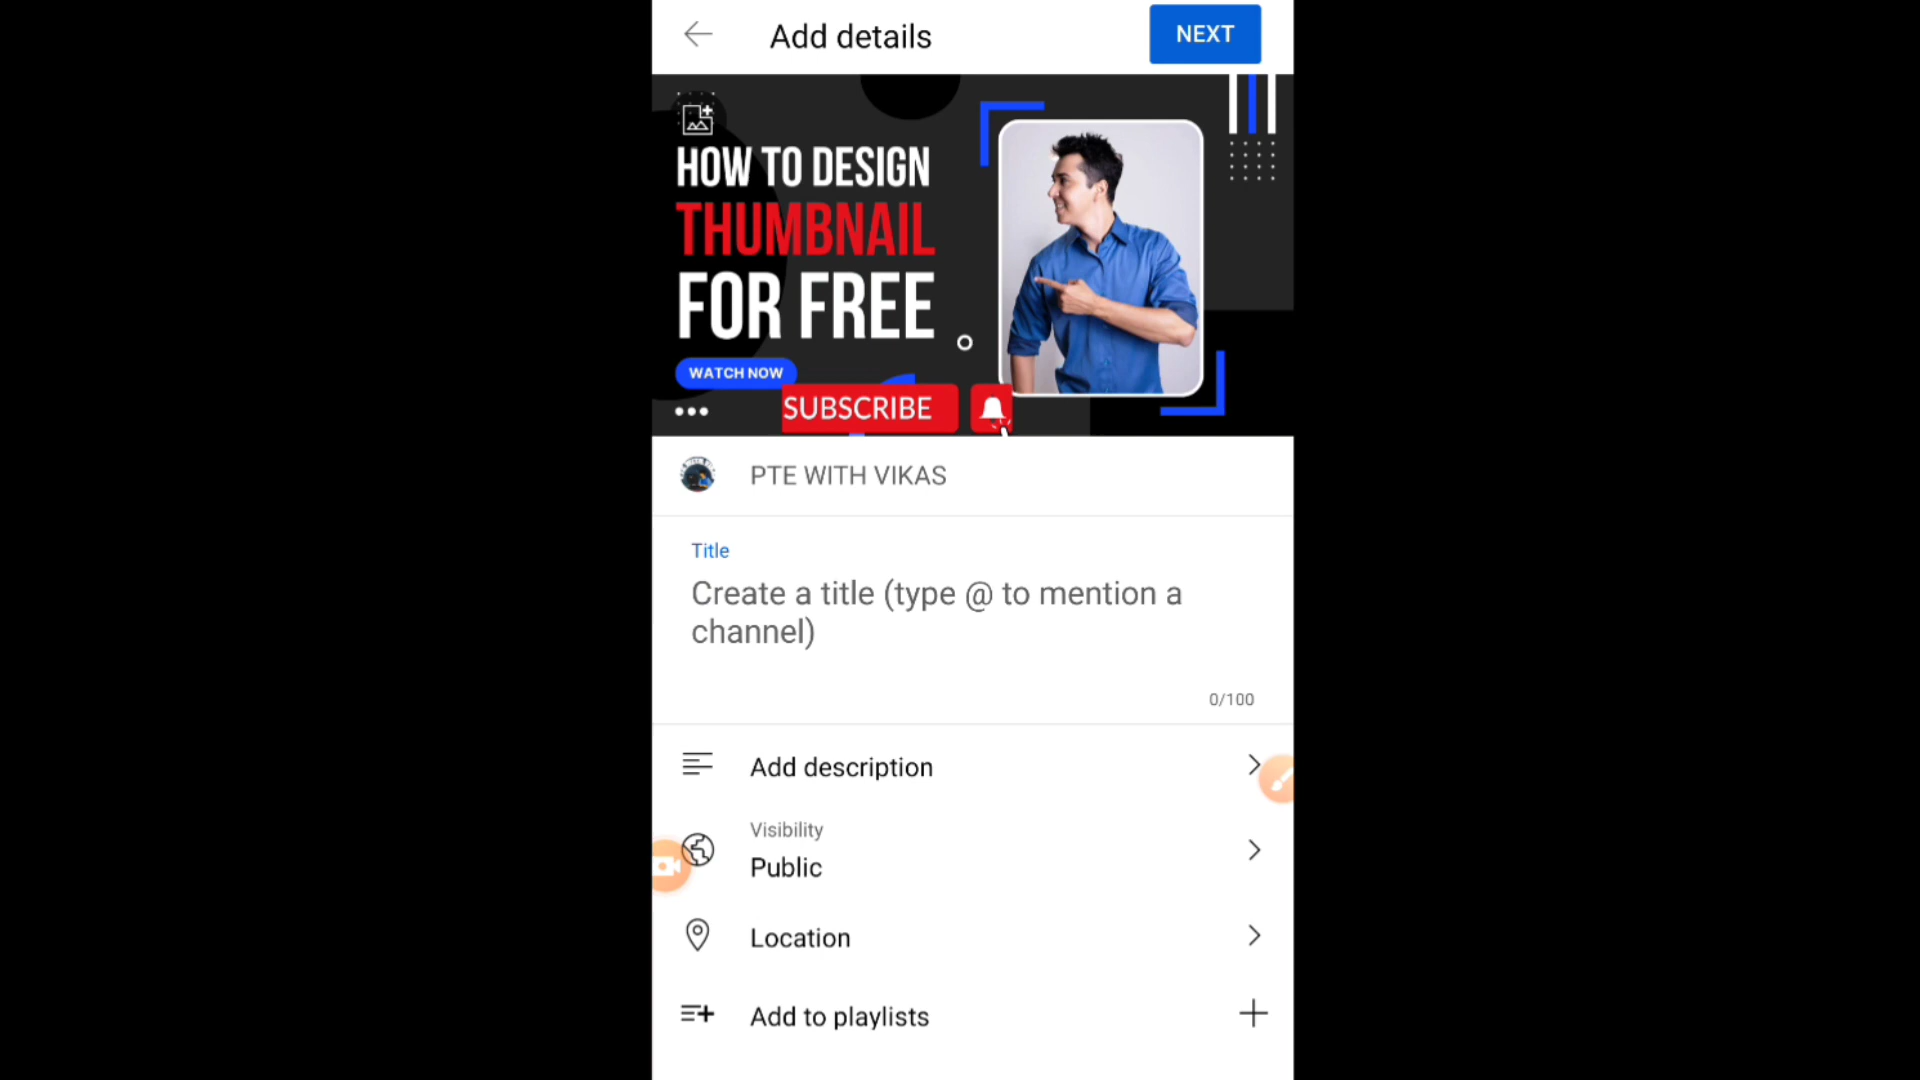 Add details
NEXT
HOW TO DESIGN
THUMBNAIL
FOR FREE
WATCH NOW
SUBSCRIBE
PTE WITH VIKAS
Title
Create a title (type @ to mention a
channel)
0/100
Add description
Visibility
Public
Location
Add to playlists